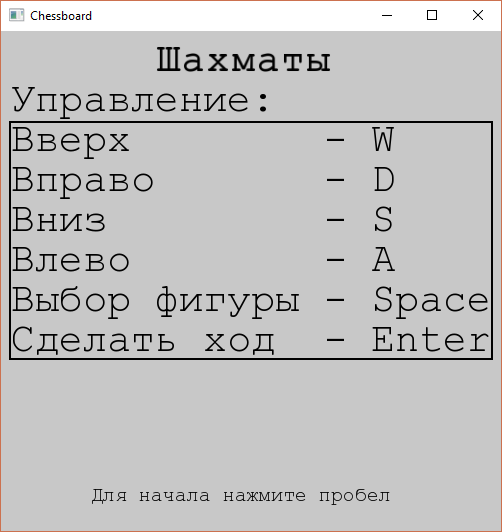 Chessboard
Шахматы
Управление:
Вверх - W
Вправо - D
Вниз - S
Влево - A
Выбор фигуры - Space
Сделать ход - Enter
Для начала нажмите пробел